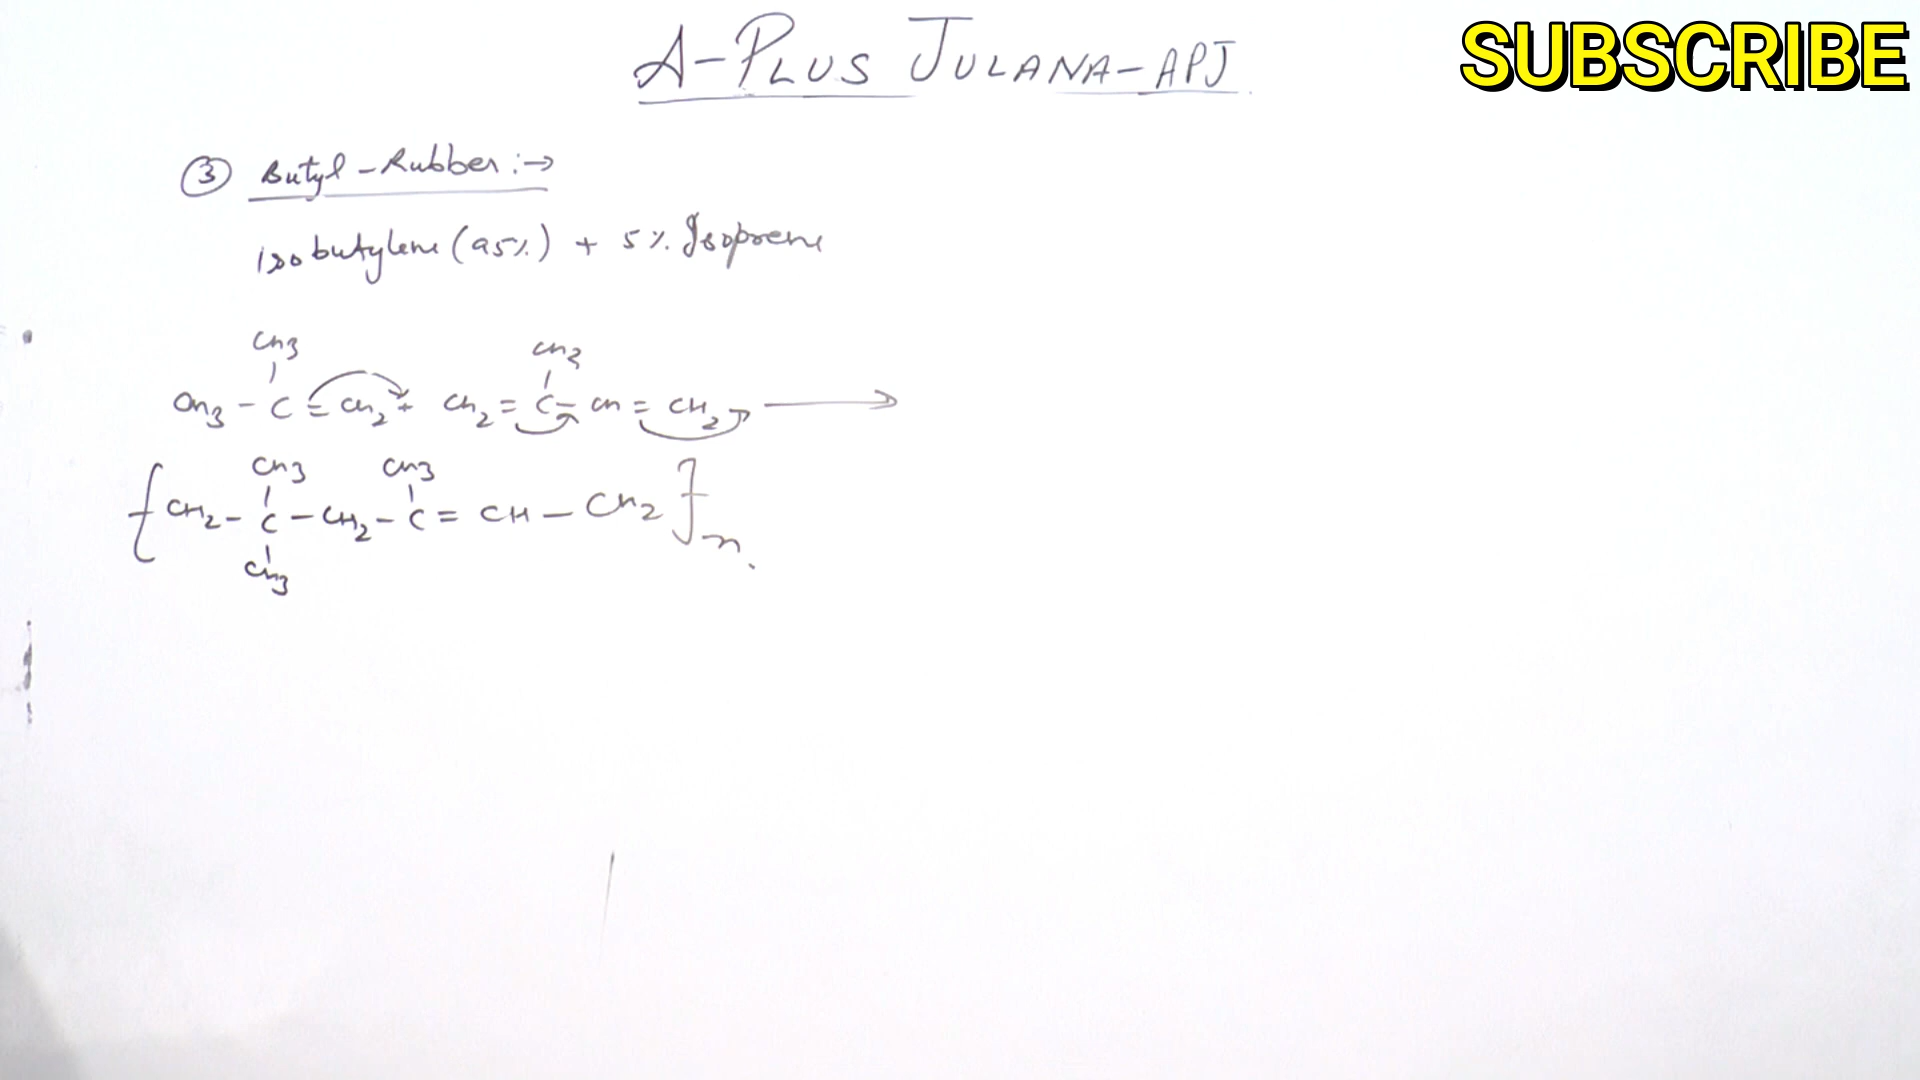 A-PLUS JULANA-APJ
SUBSCRIBE
③ Butyl-Rubber :→
isobutylene (95%) + 5% Isoprene
CH3 CH3
CH3 - C = CH2 + CH2 = C - CH = CH2 →
CH3 CH3
{ CH2 - C - CH2 - C = CH - CH2 }n
CH3